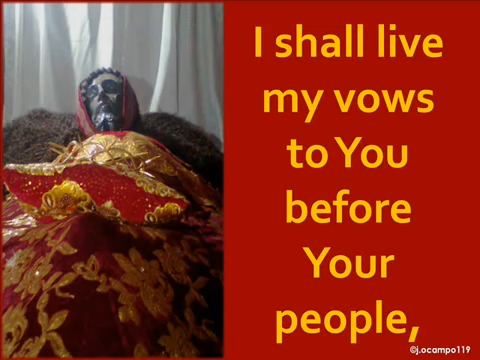 I shall live
my vows
to You
before
Your
people,
©j.ocampo119